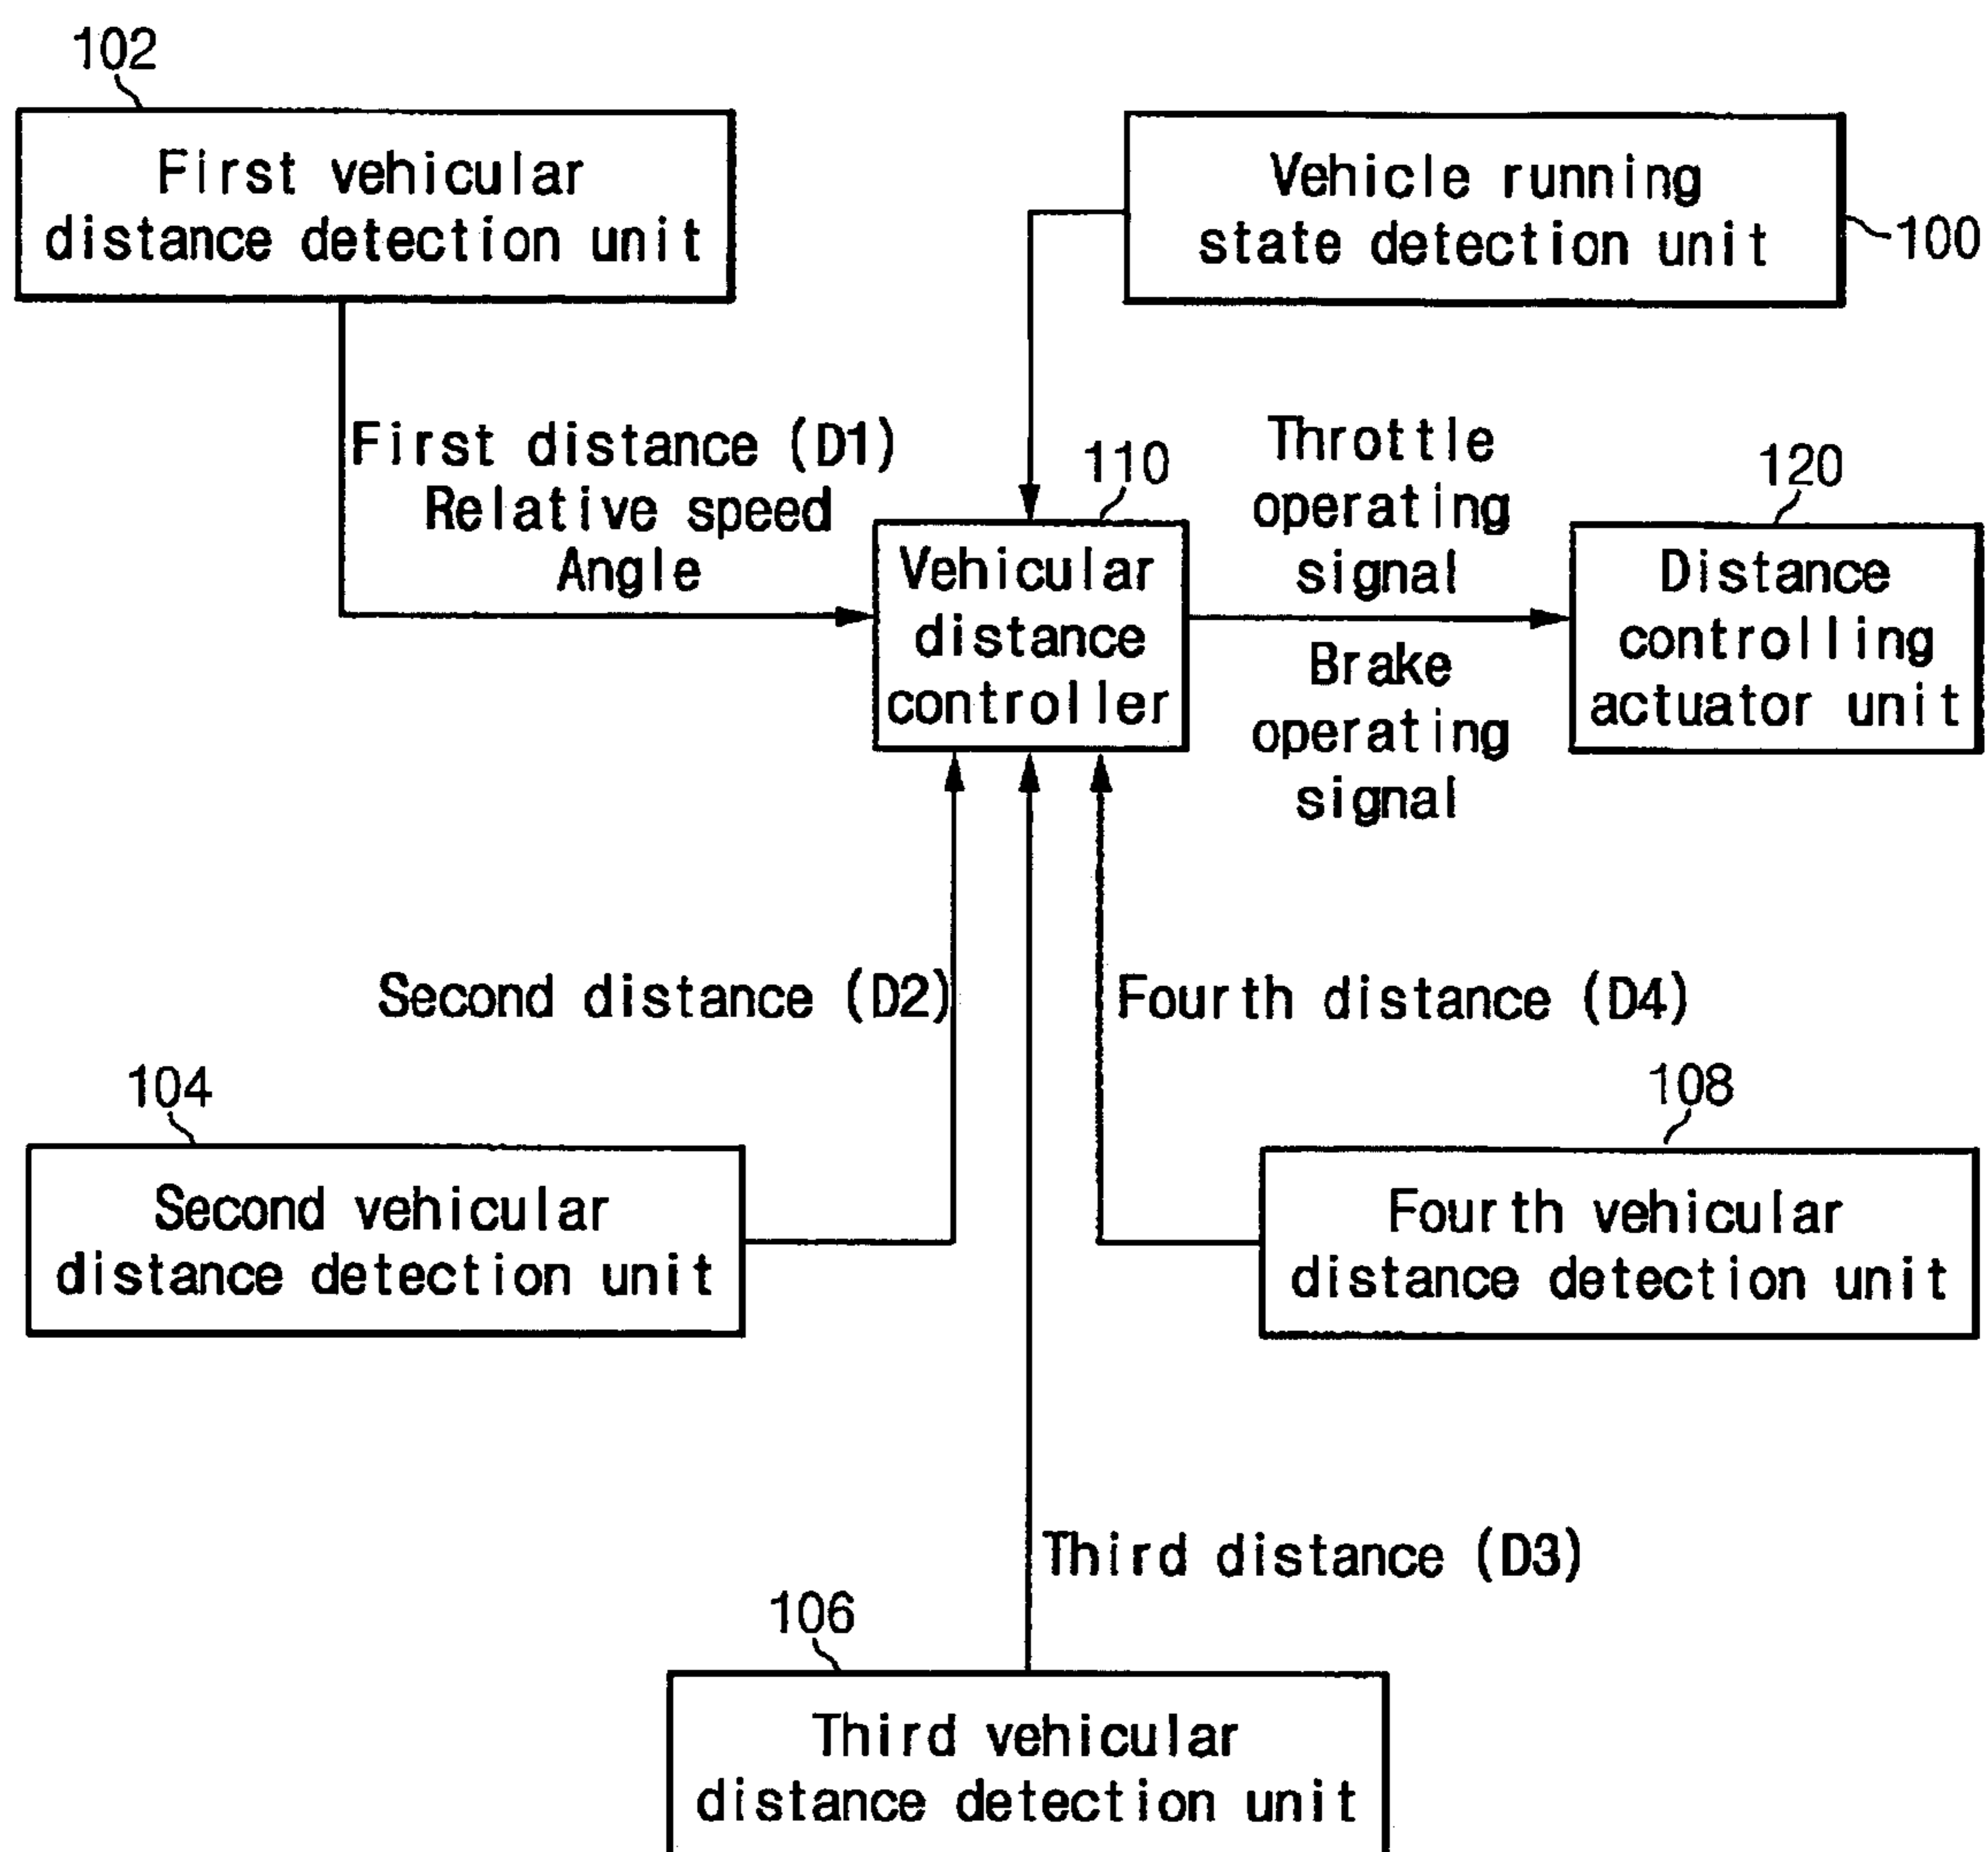 102
First vehicular
distance detection unit
Vehicle running
state detection unit
100
First distance (D1)
Relative speed
Angle
110
Vehicular
distance
controller
Throttle
operating
signal
Brake
operating
signal
120
Distance
controlling
actuator unit
Second distance (D2)
Fourth distance (D4)
104
Second vehicular
distance detection unit
108
Fourth vehicular
distance detection unit
Third distance (D3)
106
Third vehicular
distance detection unit